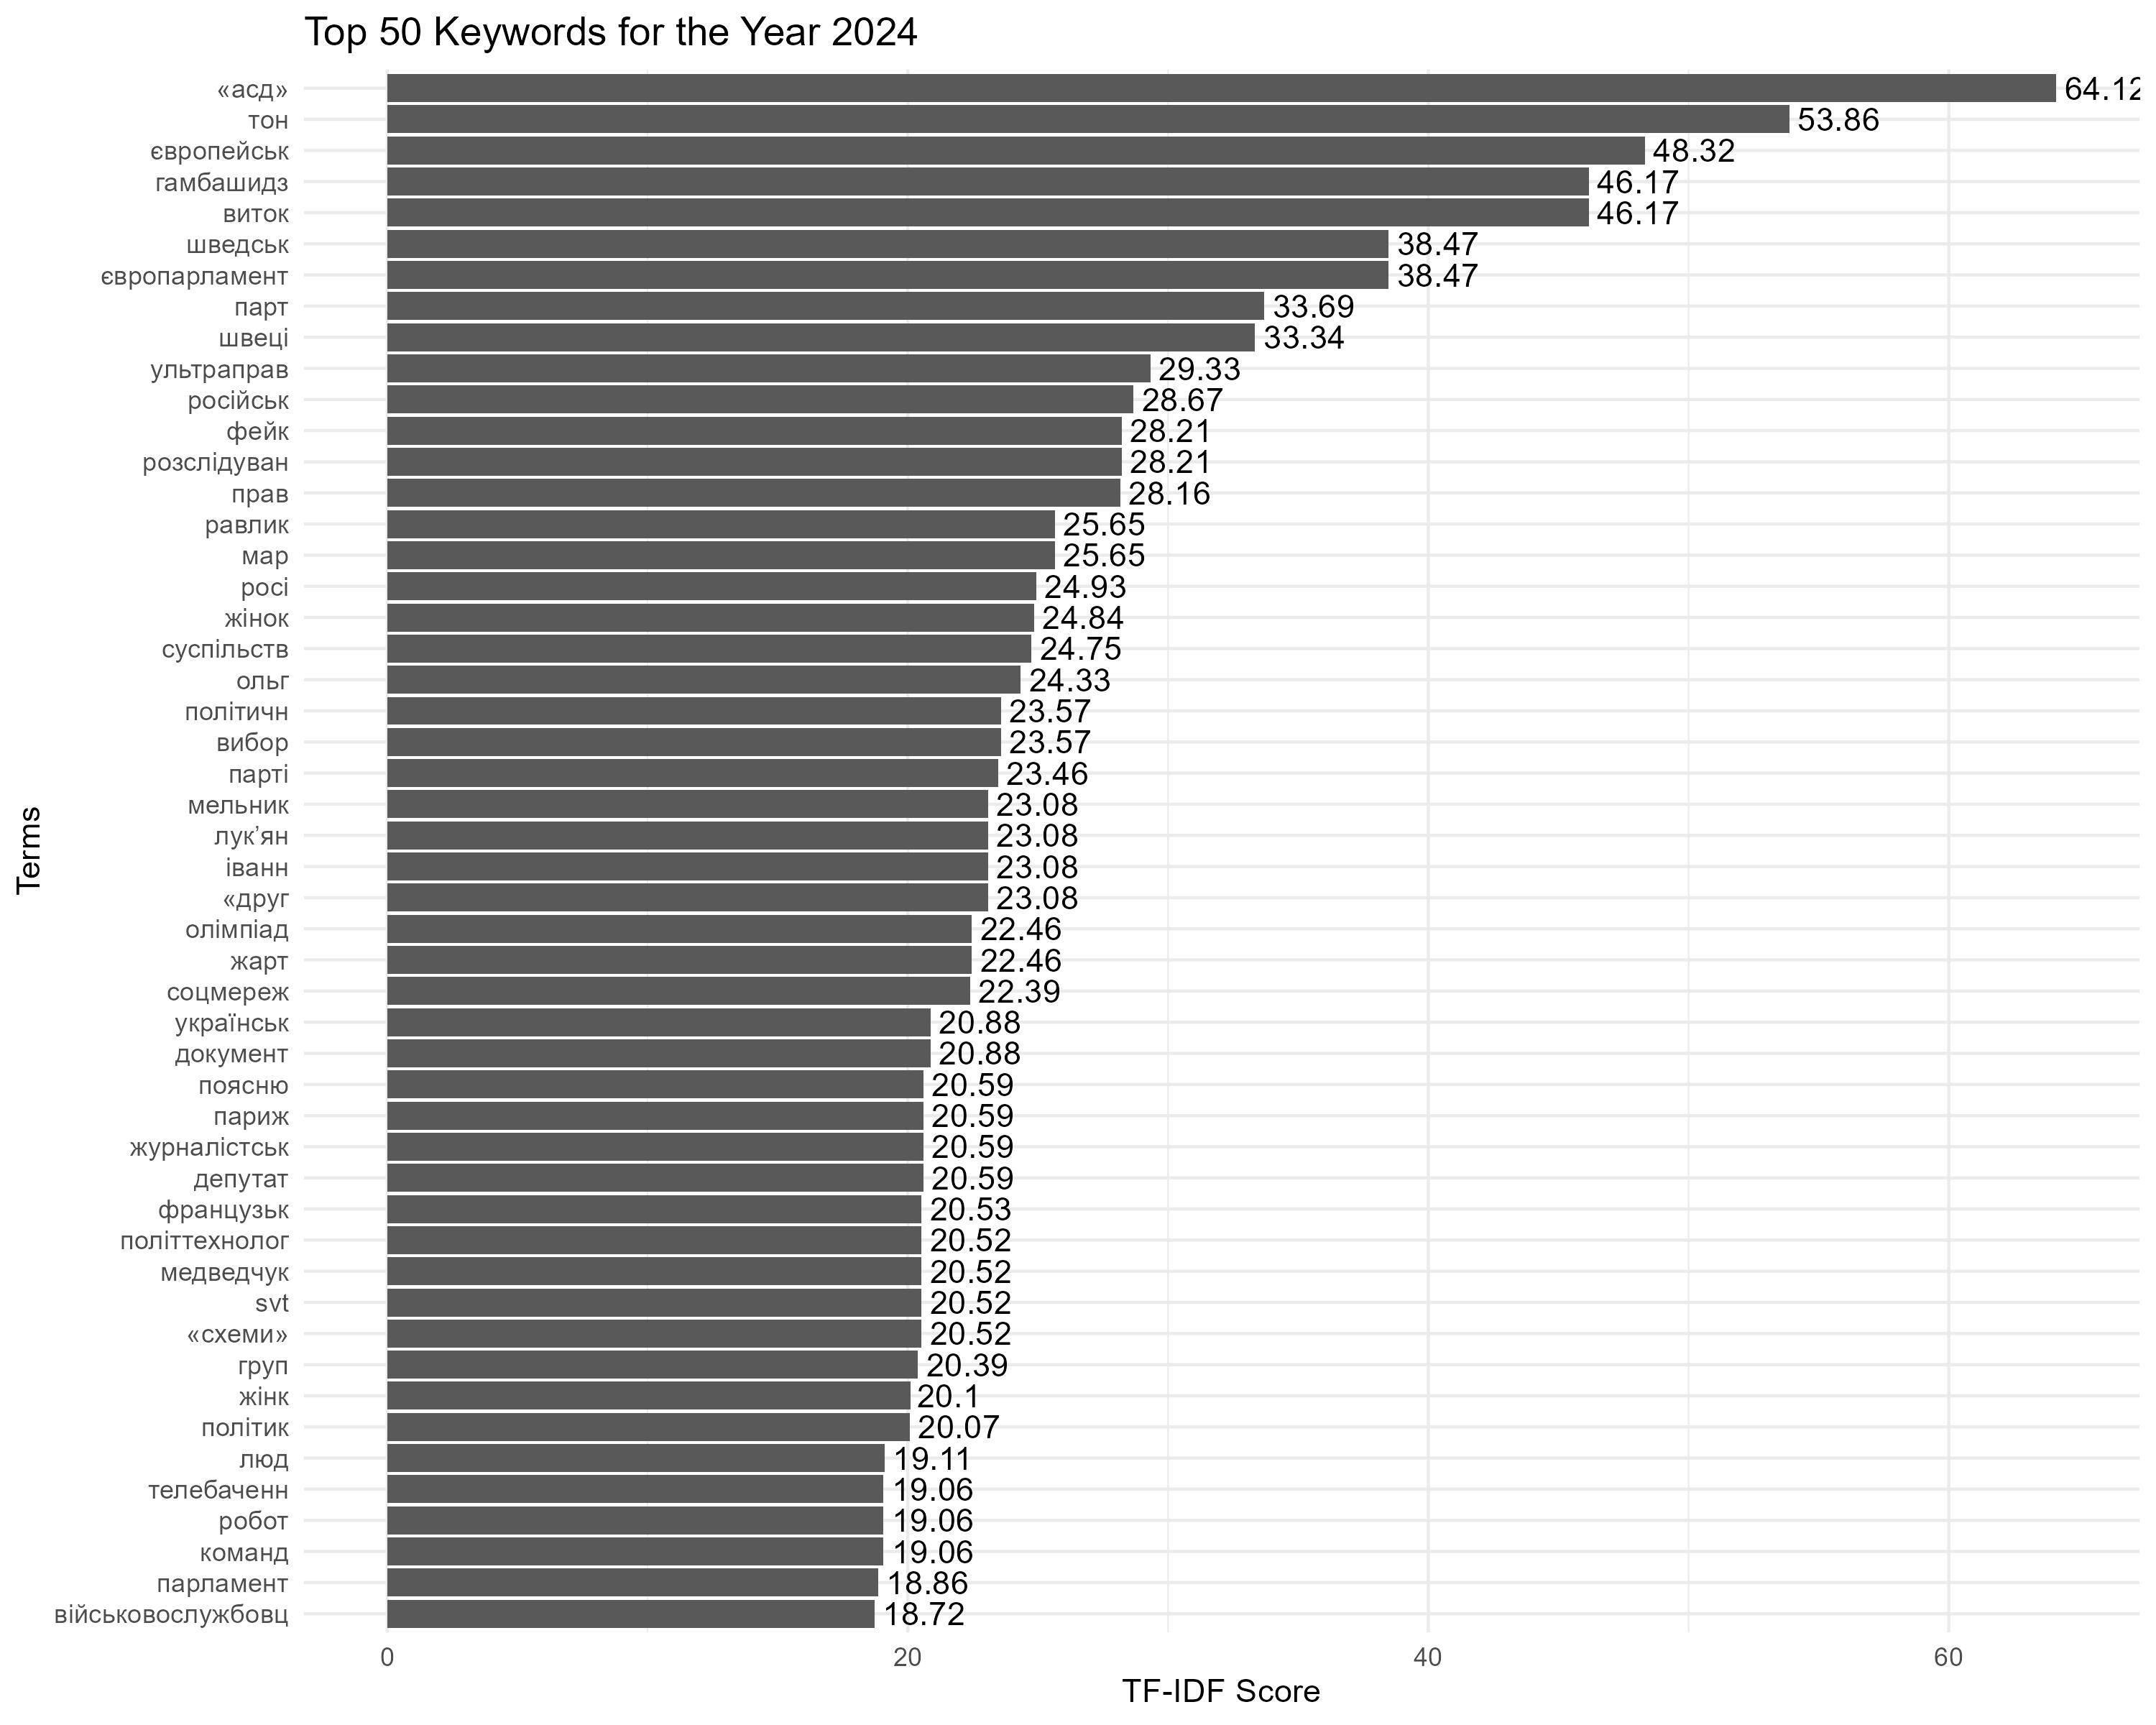 Top 50 Keywords for the Year 2024
«асд» 64.12
тон 53.86
європейськ 48.32
гамбашидз 46.17
виток 46.17
шведськ 38.47
європарламент 38.47
парт 33.69
швеці 33.34
ультраправ 29.33
російськ 28.67
фейк 28.21
розслідуван 28.21
прав 28.16
равлик 25.65
мар 25.65
росі 24.93
жінок 24.84
суспільств 24.75
ольг 24.33
політичн 23.57
вибор 23.57
парті 23.46
мельник 23.08
лук’ян 23.08
іванн 23.08
«друг 23.08
олімпіад 22.46
жарт 22.46
соцмереж 22.39
українськ 20.88
документ 20.88
поясню 20.59
париж 20.59
журналістськ 20.59
депутат 20.59
французьк 20.53
політтехнолог 20.52
медведчук 20.52
svt 20.52
«схеми» 20.52
груп 20.39
жінк 20.1
політик 20.07
люд 19.11
телебаченн 19.06
робот 19.06
команд 19.06
парламент 18.86
військовослужбовц 18.72
Terms
0 20 40 60
TF-IDF Score